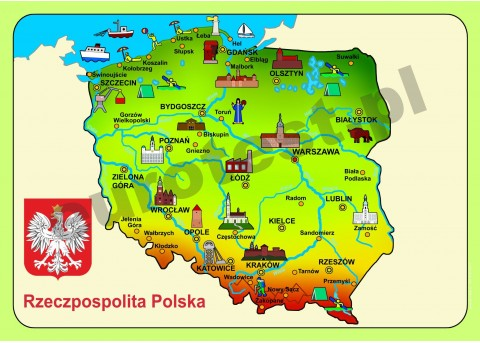 Łeba
Ustka
Hel
Słupsk
GDAŃSK
Koszalin
Kołobrzeg
Elbląg
Suwałki
Malbork
Świnoujście
OLSZTYN
SZCZECIN
BYDGOSZCZ
Toruń
Gorzów
Wielkopolski
BIAŁYSTOK
Biskupin
POZNAŃ
Gniezno
WARSZAWA
ZIELONA
GÓRA
ŁÓDŹ
Biała
Podlaska
Radom
LUBLIN
WROCŁAW
Jelenia
Góra
KIELCE
OPOLE
Wałbrzych
Częstochowa
Sandomierz
Zamość
Kłodzko
KATOWICE
KRAKÓW
RZESZÓW
Wadowice
Tarnów
Przemyśl
Nowy Sącz
Zakopane
Rzeczpospolita Polska